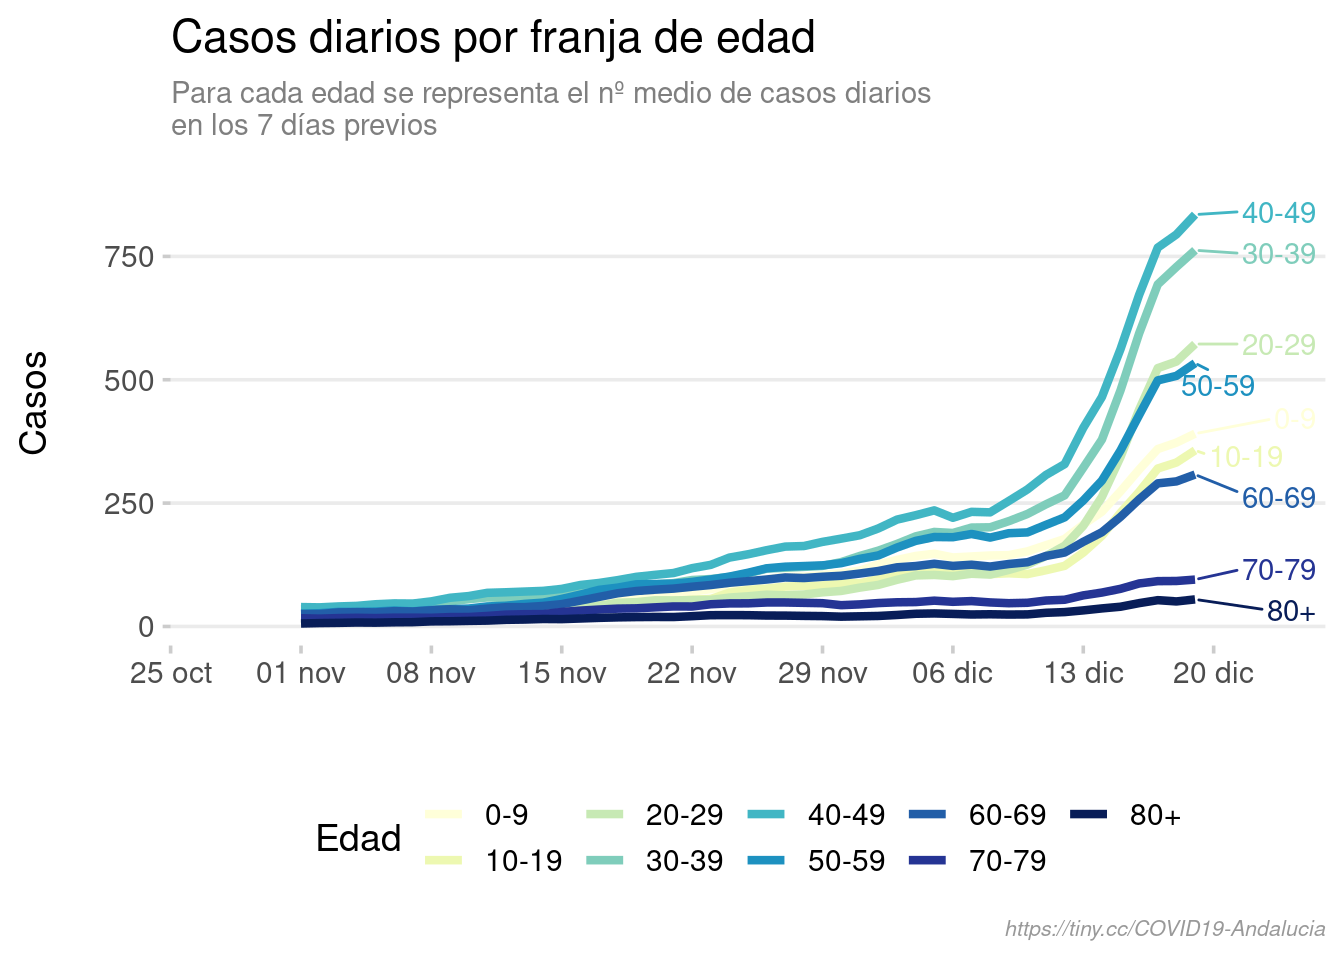 Casos diarios por franja de edad
Para cada edad se representa el nº medio de casos diarios
en los 7 días previos
Casos
750
500
250
0
40-49
30-39
20-29
50-59
0-9
10-19
60-69
70-79
80+
25 oct 01 nov 08 nov 15 nov 22 nov 29 nov 06 dic 13 dic 20 dic
Edad
0-9 20-29 40-49 60-69 80+
10-19 30-39 50-59 70-79
https://tiny.cc/COVID19-Andalucia